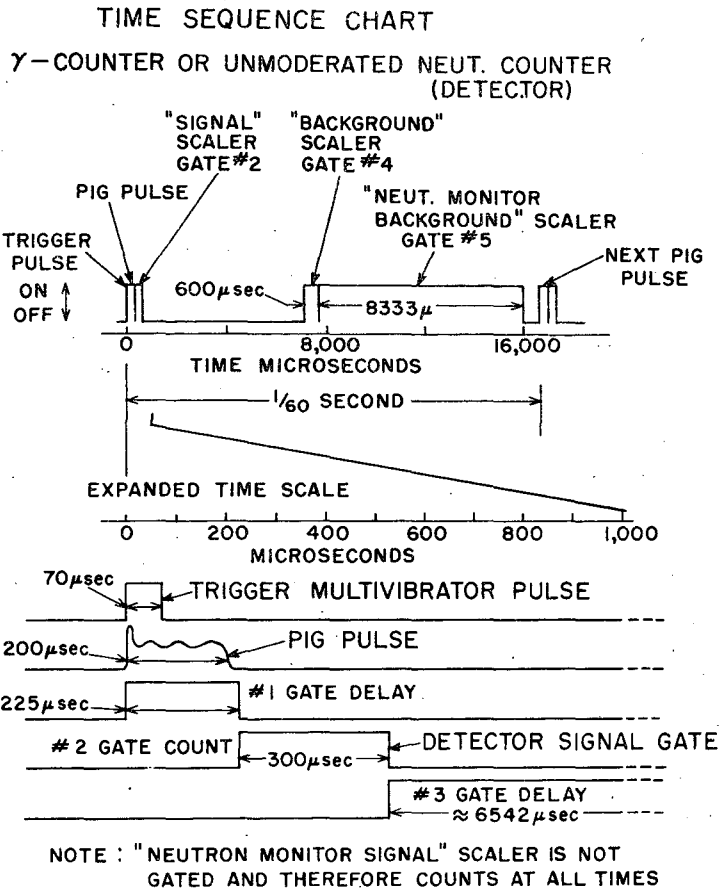 TIME SEQUENCE CHART
γ-COUNTER OR UNMODERATED NEUT. COUNTER
(DETECTOR)
"SIGNAL"
SCALER
GATE #2
"BACKGROUND"
SCALER
GATE #4
PIG PULSE
"NEUT. MONITOR
BACKGROUND" SCALER
GATE #5
TRIGGER
PULSE
NEXT PIG
PULSE
ON
OFF
600μsec
8333μ
0
8,000
16,000
TIME MICROSECONDS
1/60 SECOND
EXPANDED TIME SCALE
0
200
400
600
800
1,000
MICROSECONDS
70μsec
TRIGGER MULTIVIBRATOR PULSE
200μsec
PIG PULSE
225μsec
#1 GATE DELAY
#2 GATE COUNT
300μsec
DETECTOR SIGNAL GATE
#3 GATE DELAY
≈ 6542μsec
NOTE : "NEUTRON MONITOR SIGNAL" SCALER IS NOT
GATED AND THEREFORE COUNTS AT ALL TIMES